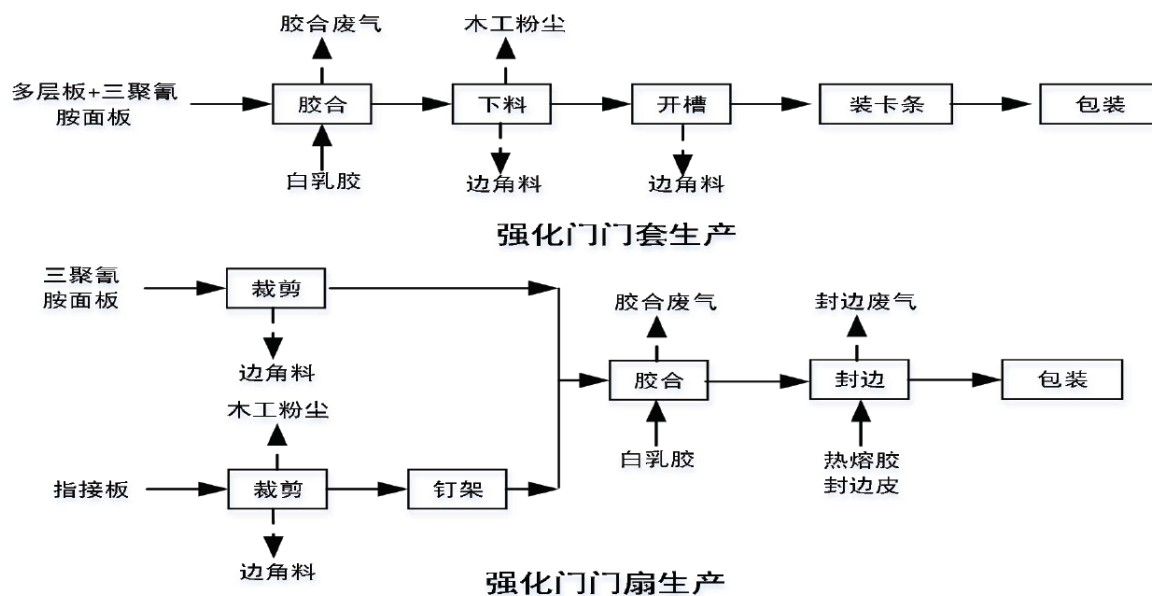 胶合废气
木工粉尘
多层板+三聚氰
胺面板
胶合
下料
开槽
装卡条
包装
白乳胶
边角料
边角料
强化门门套生产
三聚氰
胺面板
裁剪
边角料
胶合废气
封边废气
胶合
封边
包装
白乳胶
热熔胶
封边皮
木工粉尘
指接板
裁剪
钉架
边角料
强化门门扇生产